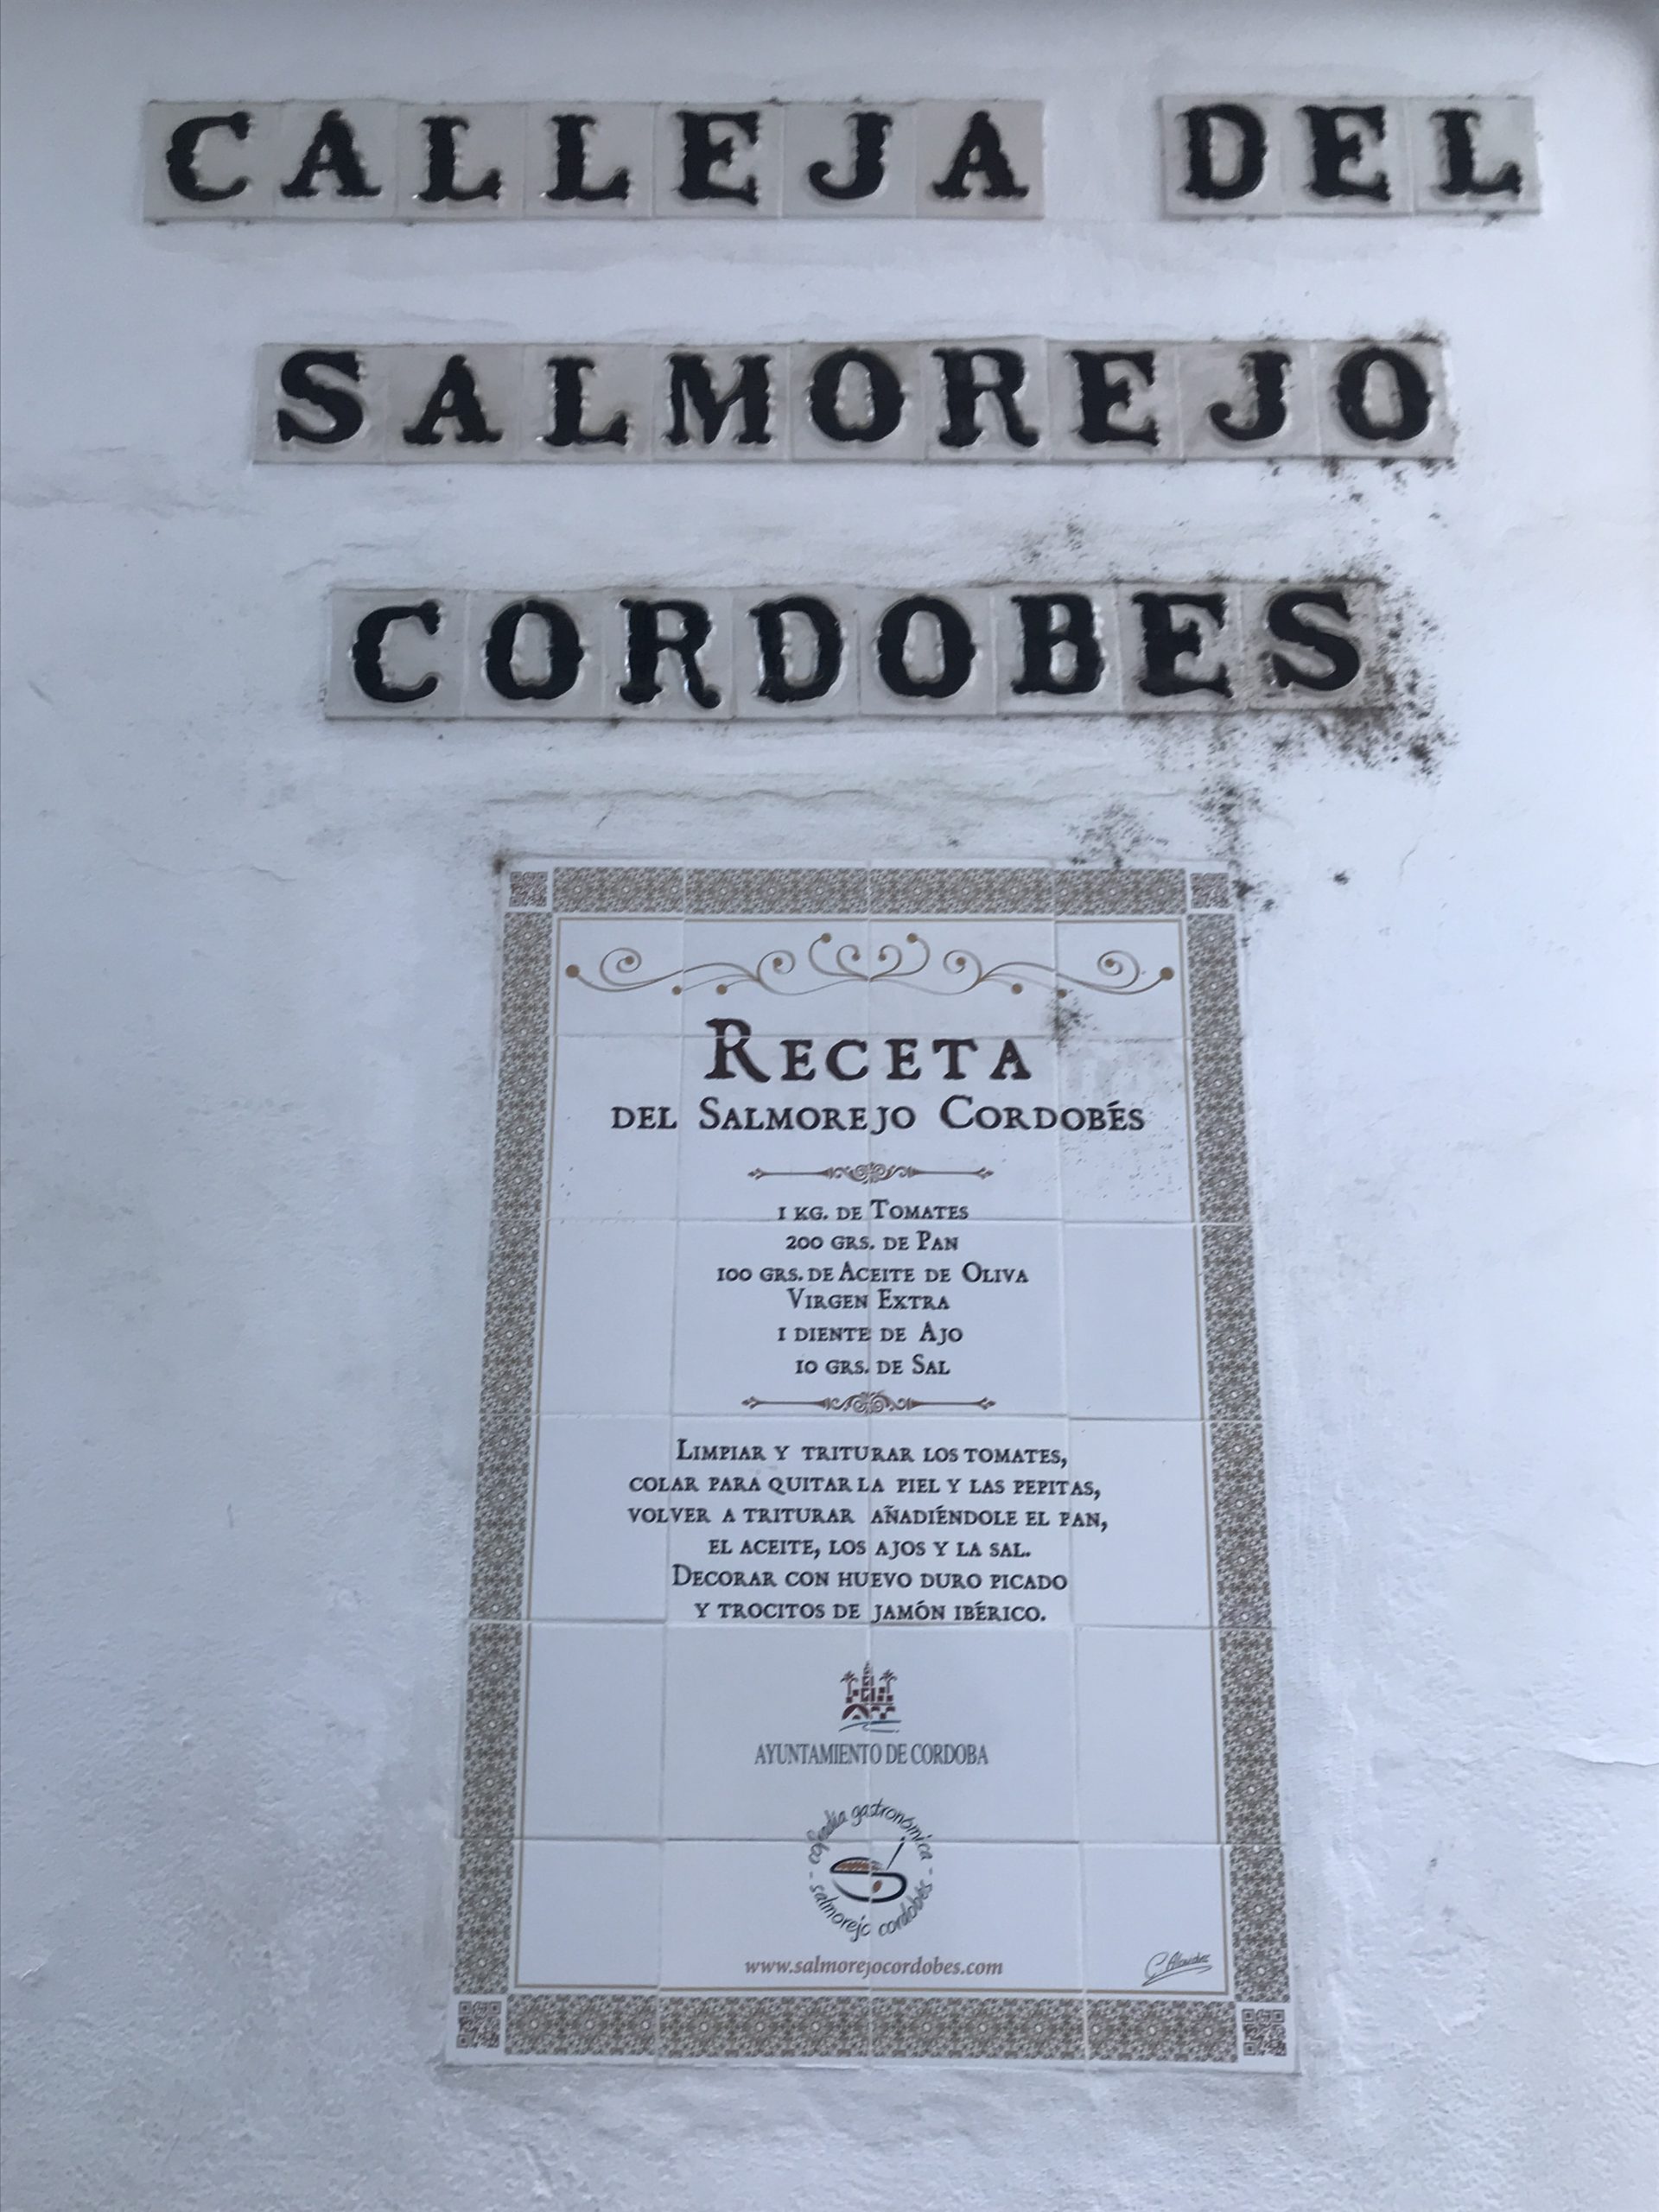 CALLEJA DEL
SALMOREJO
CORDOBES
RECETA
DEL SALMOREJO CORDOBÉS
1 KG. DE TOMATES
200 GRS. DE PAN
100 GRS. DE ACEITE DE OLIVA
VIRGEN EXTRA
1 DIENTE DE AJO
10 GRS. DE SAL
LIMPIAR Y TRITURAR LOS TOMATES,
COLAR PARA QUITAR LA PIEL Y LAS PEPITAS,
VOLVER A TRITURAR AÑADIÉNDOLE EL PAN,
EL ACEITE, LOS AJOS Y LA SAL.
DECORAR CON HUEVO DURO PICADO
Y TROCITOS DE JAMÓN IBÉRICO.
AYUNTAMIENTO DE CORDOBA
cofradía gastronómica
- salmorejo cordobés -
www.salmorejocordobes.com